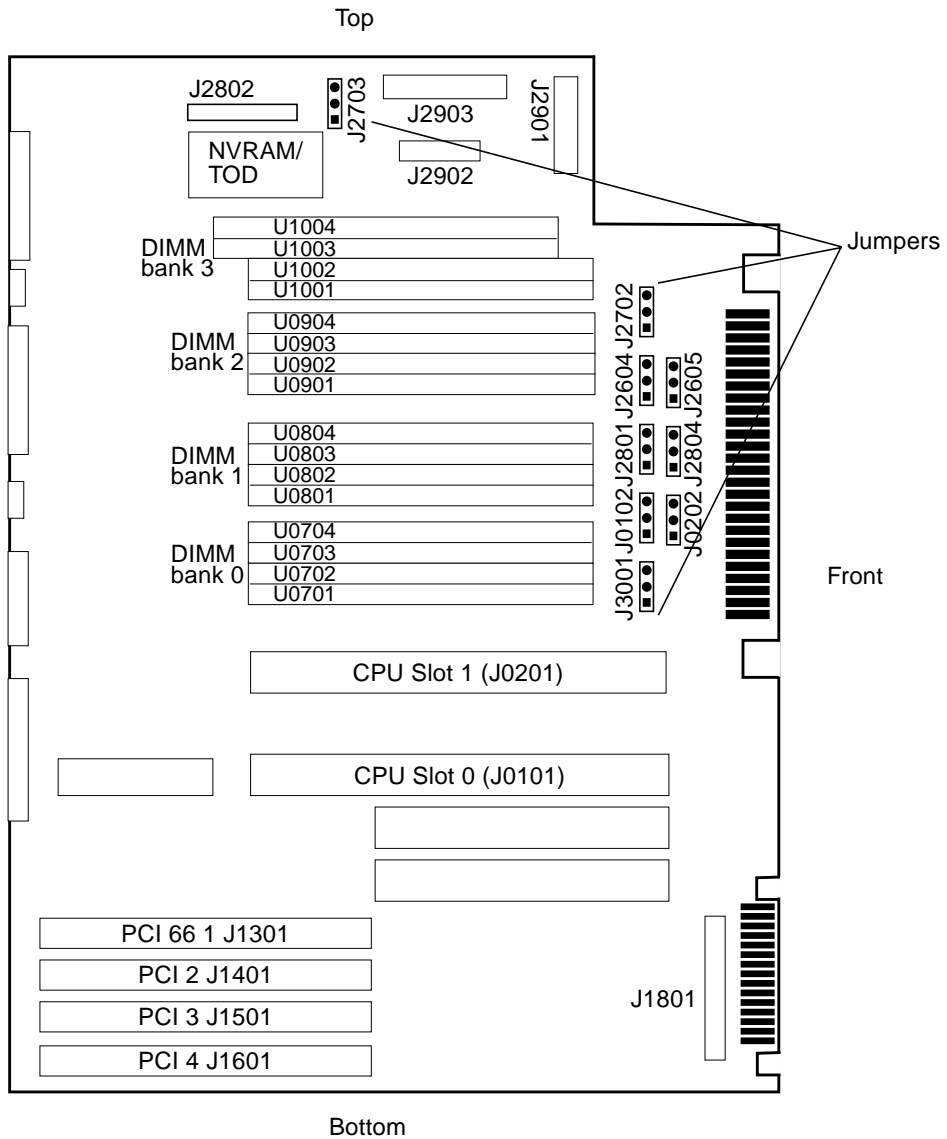 Top
J2802
J2703
J2903
J2901
NVRAM/
TOD
J2902
U1004
U1003
DIMM
bank 3
U1002
U1001
Jumpers
J2702
U0904
U0903
DIMM
bank 2
U0902
U0901
J2604
J2605
U0804
U0803
DIMM
bank 1
U0802
U0801
J2801
J2804
J0102
J0202
U0704
U0703
DIMM
bank 0
U0702
U0701
J3001
Front
CPU Slot 1 (J0201)
CPU Slot 0 (J0101)
PCI 66 1 J1301
PCI 2 J1401
PCI 3 J1501
PCI 4 J1601
J1801
Bottom